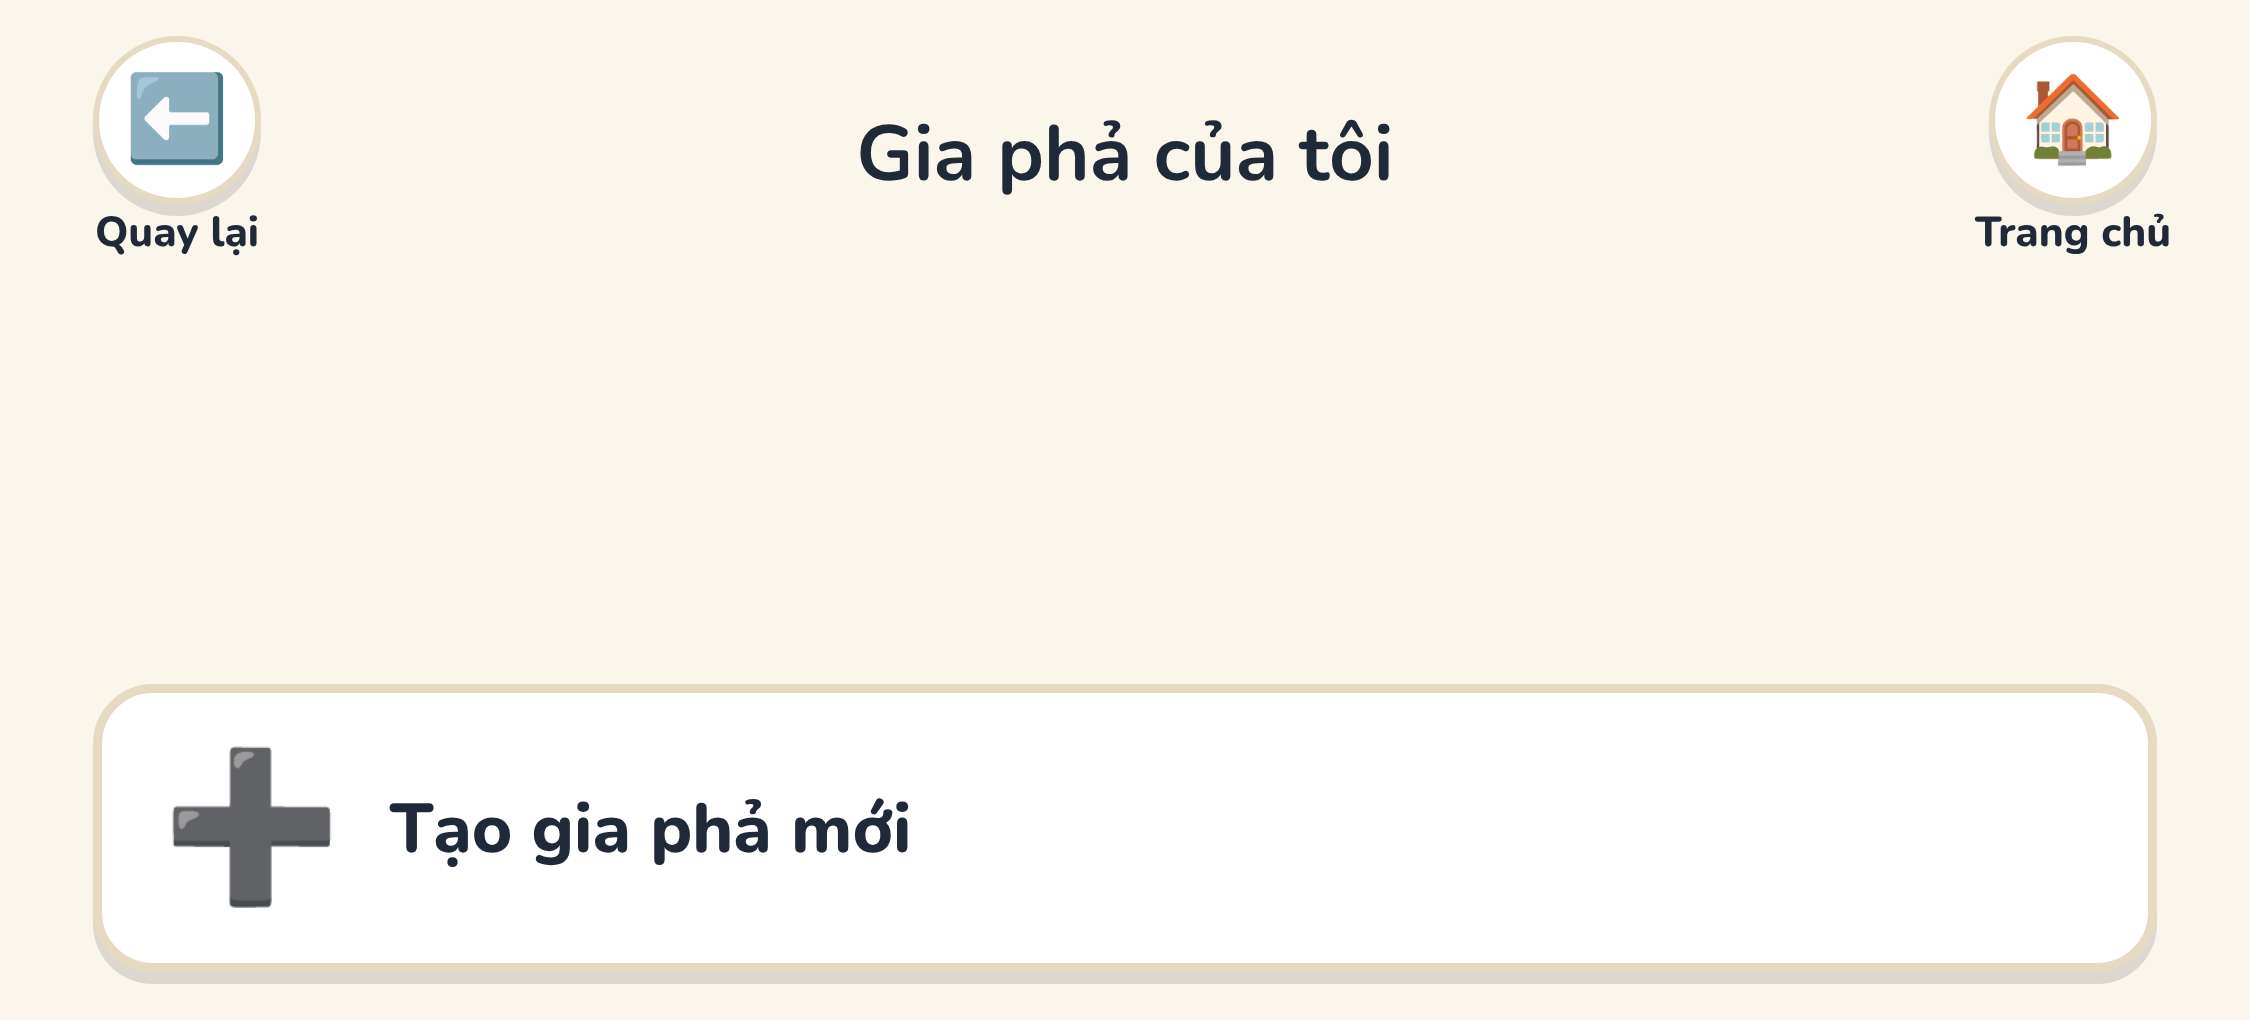 Gia phả của tôi
Quay lại
Trang chủ
Tạo gia phả mới